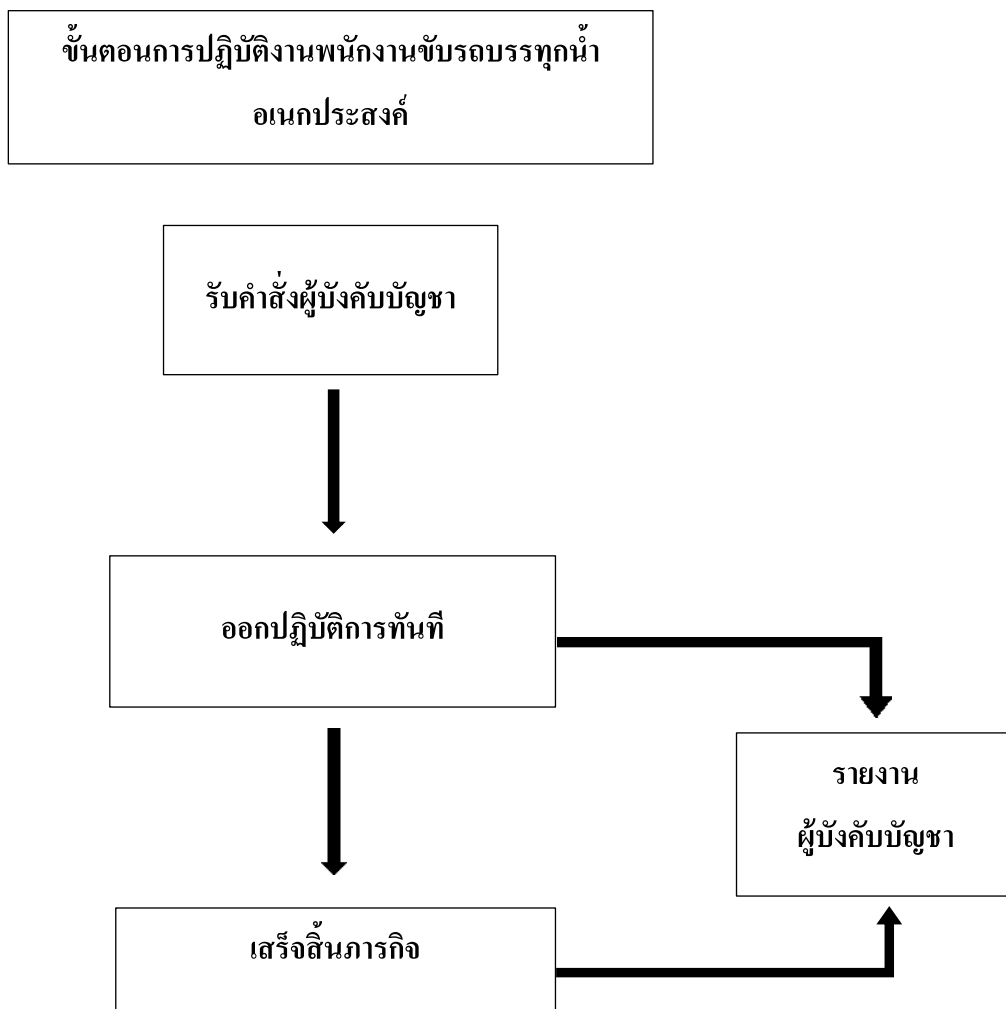 ขั้นตอนการปฏิบัติงานพนักงานขับรถบรรทุกน้ำ
อเนกประสงค์
รับคำสั่งผู้บังคับบัญชา
ออกปฏิบัติการทันที
รายงาน
ผู้บังคับบัญชา
เสร็จสิ้นภารกิจ